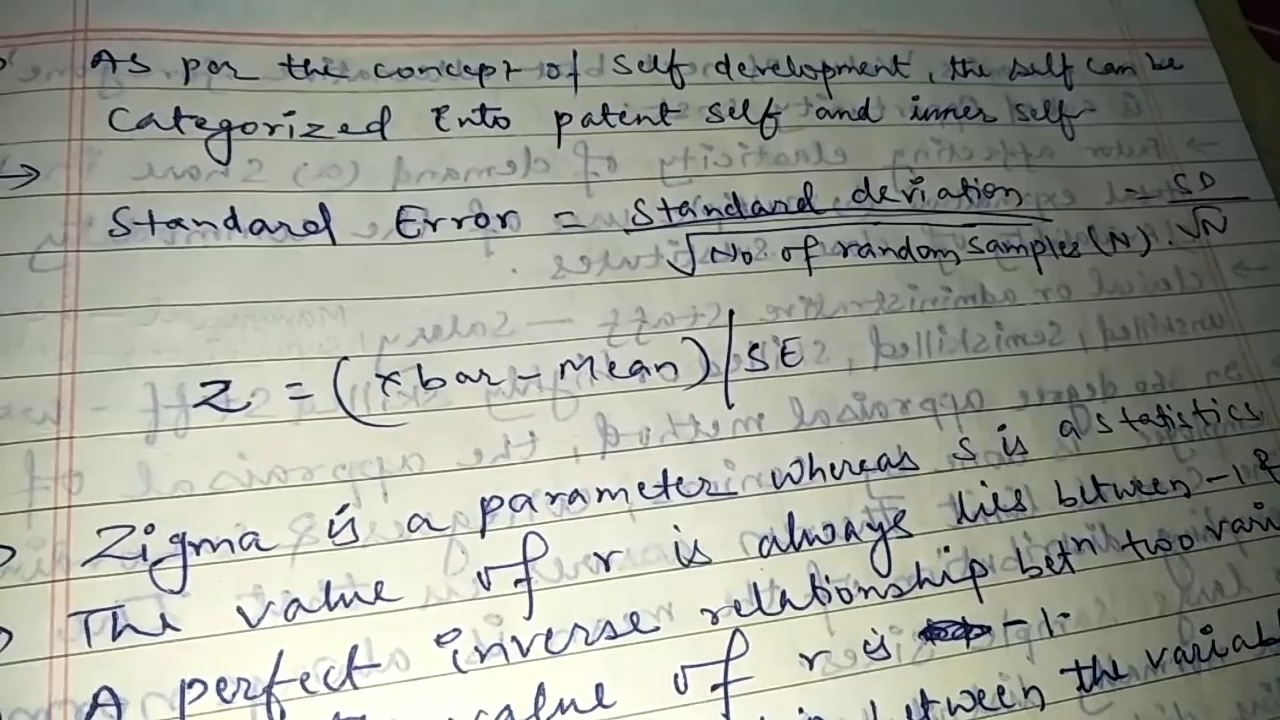 As per the concept of self development, the self can be
Categorized into patent self and inner self
→
Standard Error = Standard deviation / √No of random samples (N) = SD / √N
Z = (x bar - Mean) / SE
Zigma is a parameter whereas s is a statistics
The value of r is always lies between -1 &
A perfect inverse relationship betn two vari
value of r is -1.
between the variabl